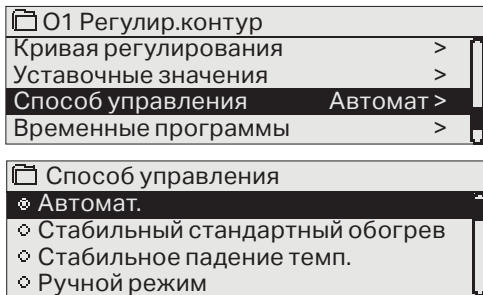 О1 Регулир.контур
Кривая регулирования >
Уставочные значения >
Способ управления Автомат >
Временные программы >
Способ управления
Автомат.
Стабильный стандартный обогрев
Стабильное падение темп.
Ручной режим